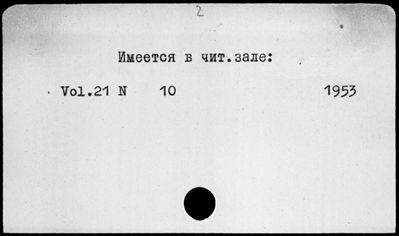 2
Имеется в чит.зале:
Vol.21 N 10 1953